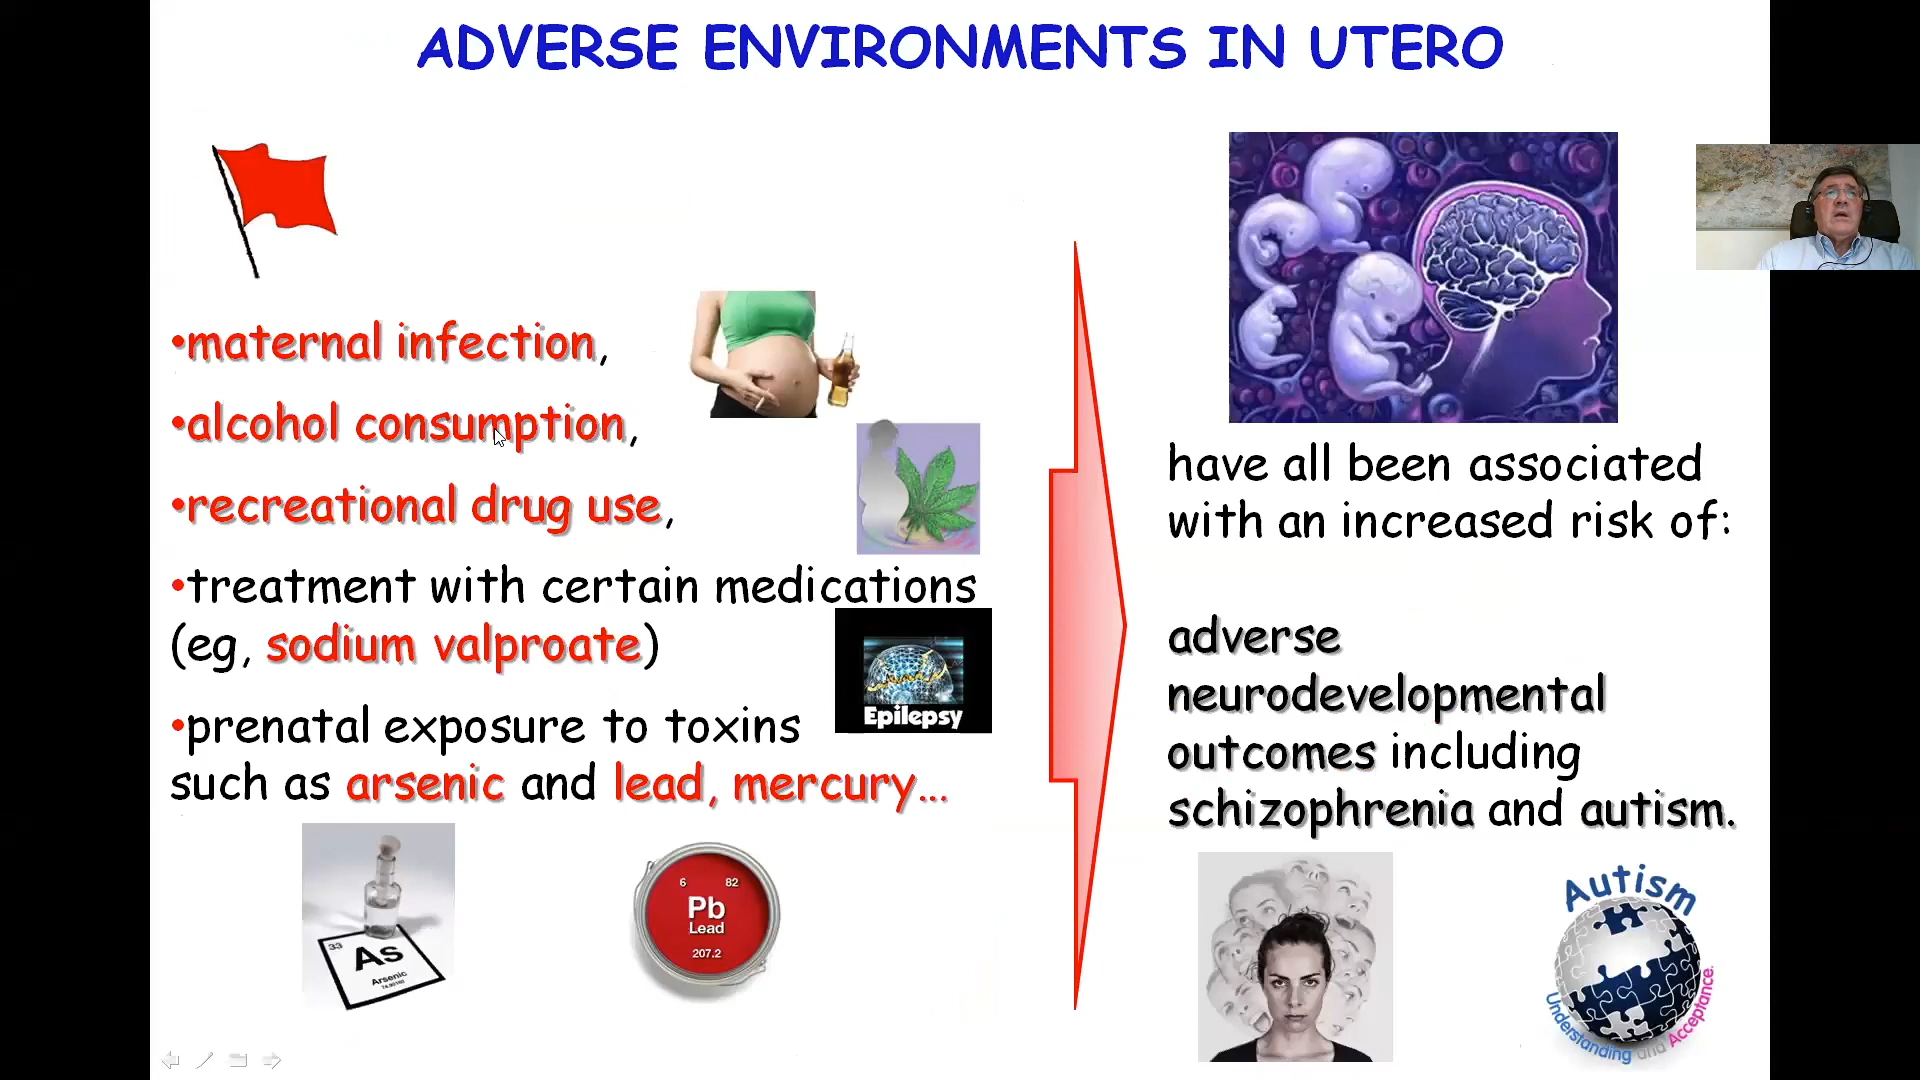 ADVERSE ENVIRONMENTS IN UTERO
•maternal infection,
•alcohol consumption,
•recreational drug use,
•treatment with certain medications
(eg, sodium valproate)
Epilepsy
•prenatal exposure to toxins
such as arsenic and lead, mercury...
33
As
Arsenic
6 82
Pb
Lead
207.2
have all been associated
with an increased risk of:
adverse
neurodevelopmental
outcomes including
schizophrenia and autism.
Autism
Understanding and Acceptance.